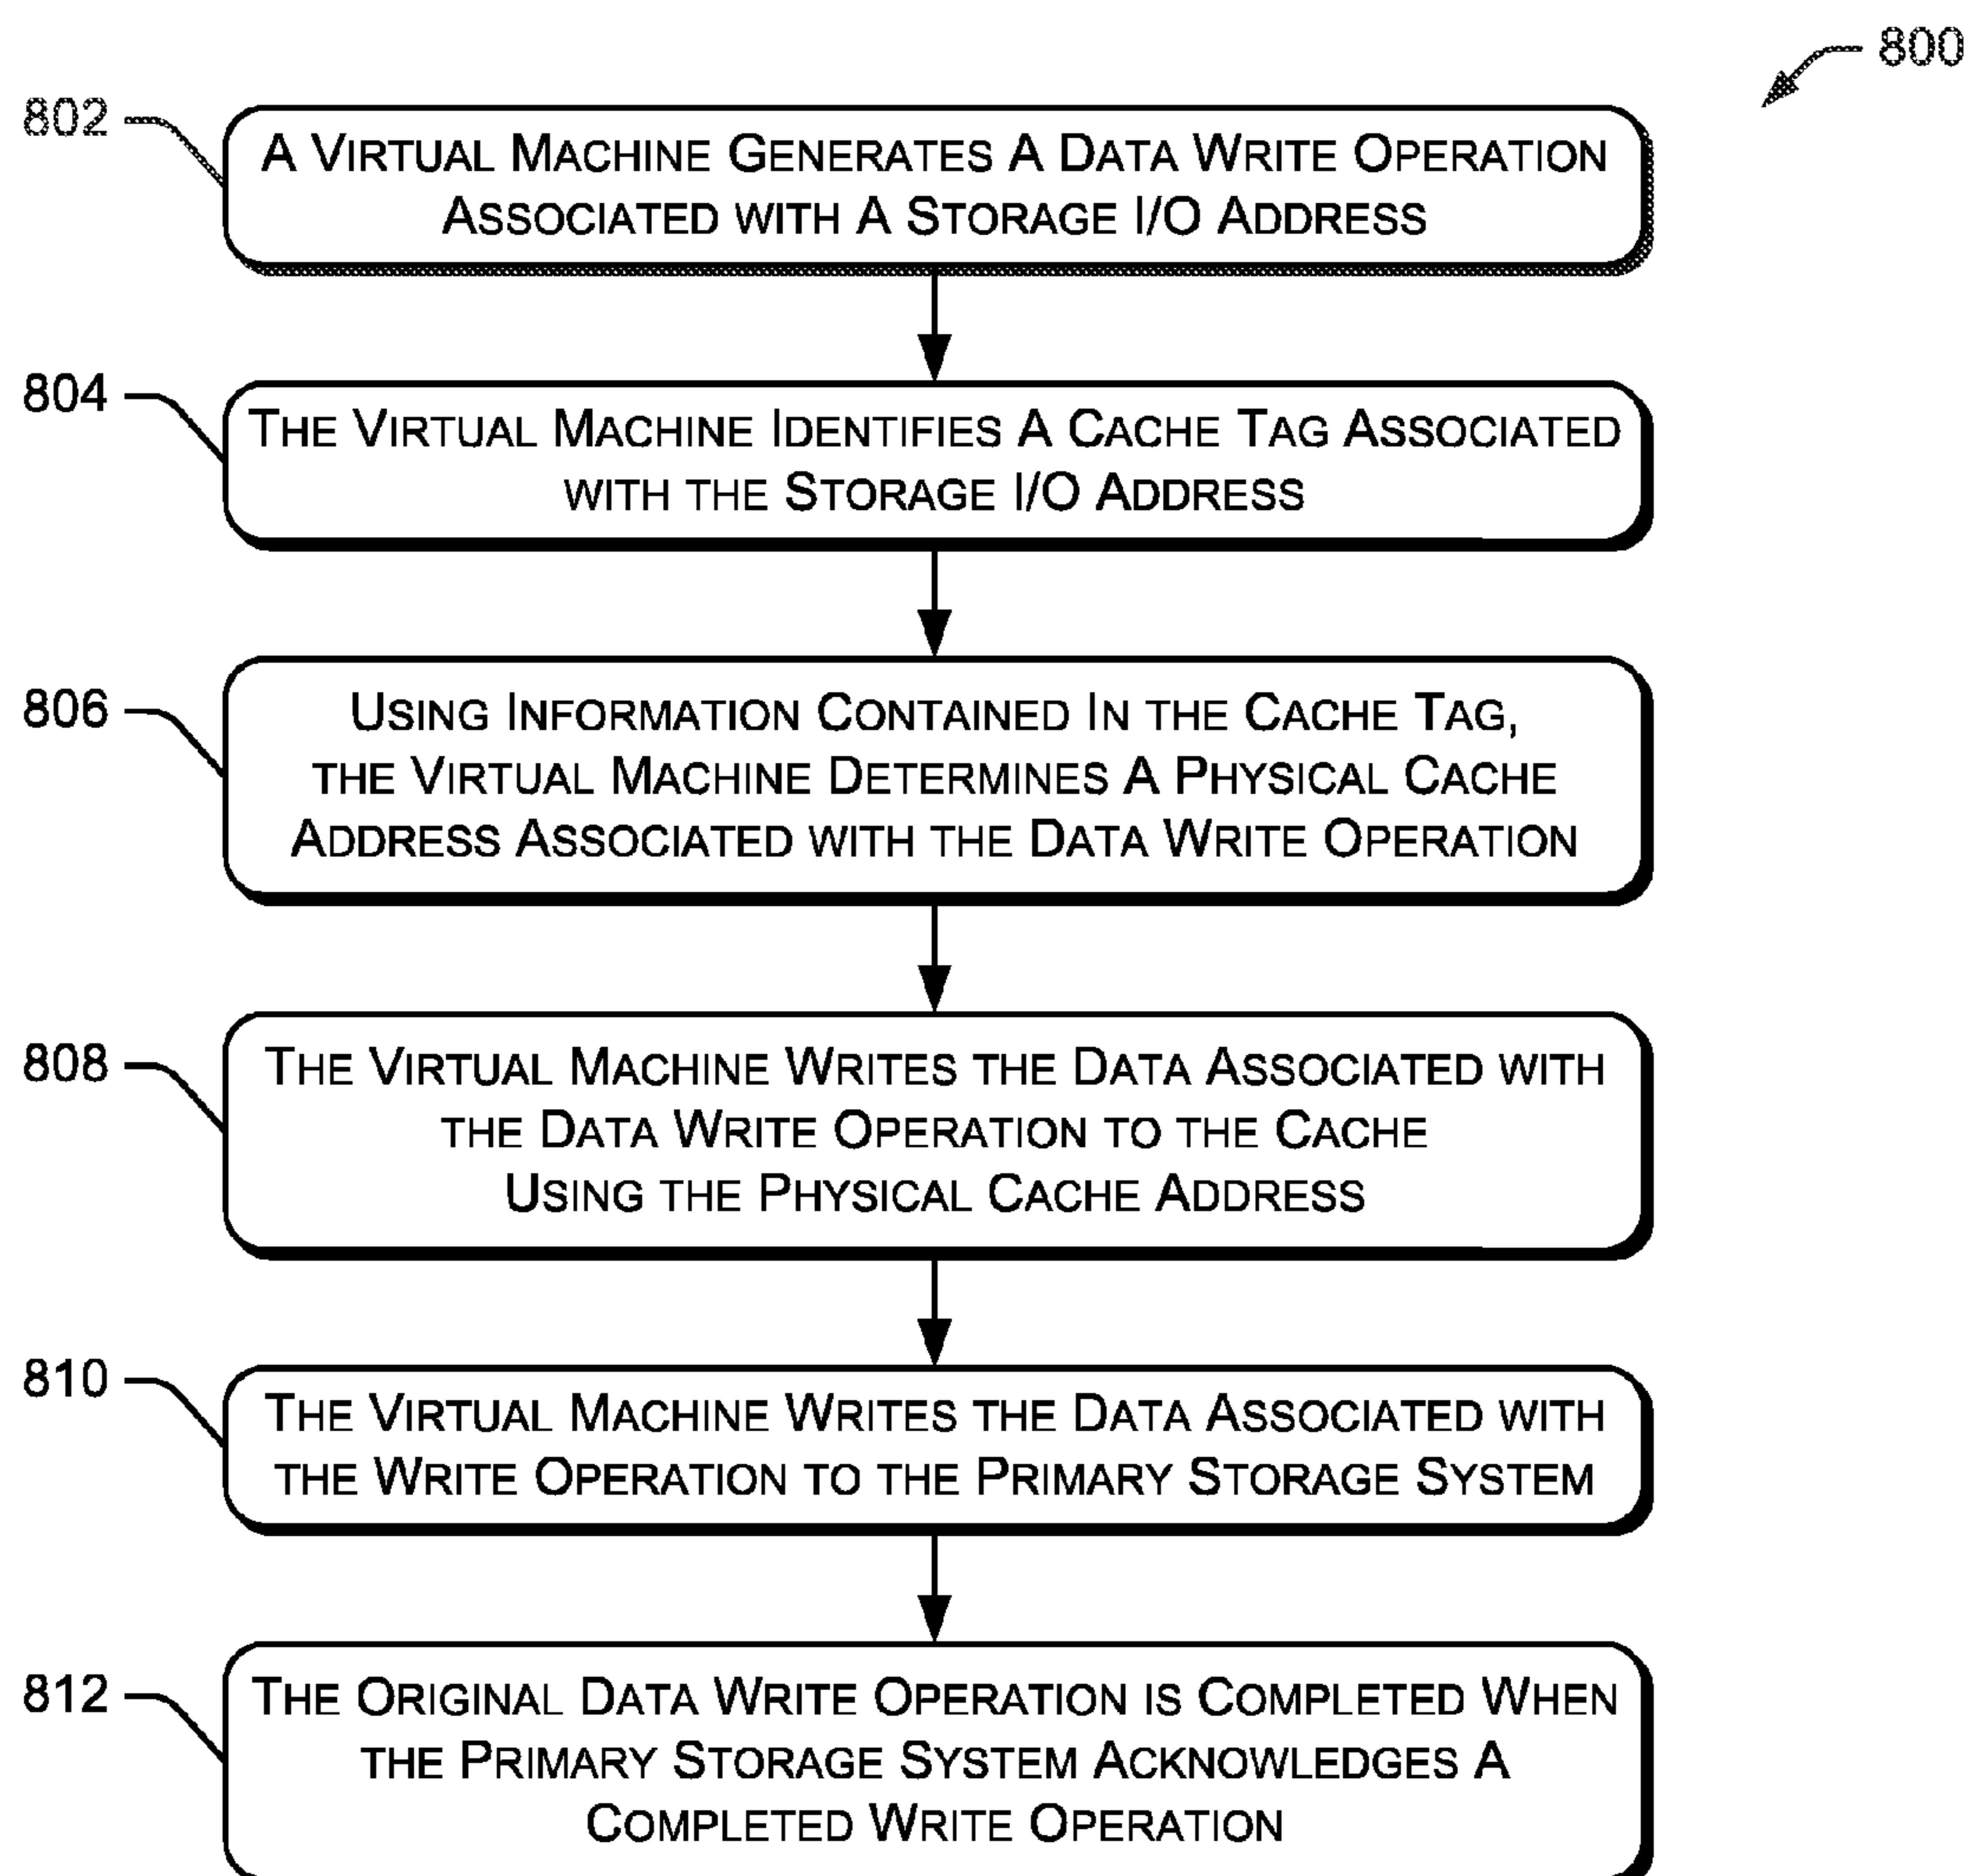 800
802
A VIRTUAL MACHINE GENERATES A DATA WRITE OPERATION
ASSOCIATED WITH A STORAGE I/O ADDRESS
804
THE VIRTUAL MACHINE IDENTIFIES A CACHE TAG ASSOCIATED
WITH THE STORAGE I/O ADDRESS
806
USING INFORMATION CONTAINED IN THE CACHE TAG,
THE VIRTUAL MACHINE DETERMINES A PHYSICAL CACHE
ADDRESS ASSOCIATED WITH THE DATA WRITE OPERATION
808
THE VIRTUAL MACHINE WRITES THE DATA ASSOCIATED WITH
THE DATA WRITE OPERATION TO THE CACHE
USING THE PHYSICAL CACHE ADDRESS
810
THE VIRTUAL MACHINE WRITES THE DATA ASSOCIATED WITH
THE WRITE OPERATION TO THE PRIMARY STORAGE SYSTEM
812
THE ORIGINAL DATA WRITE OPERATION IS COMPLETED WHEN
THE PRIMARY STORAGE SYSTEM ACKNOWLEDGES A
COMPLETED WRITE OPERATION